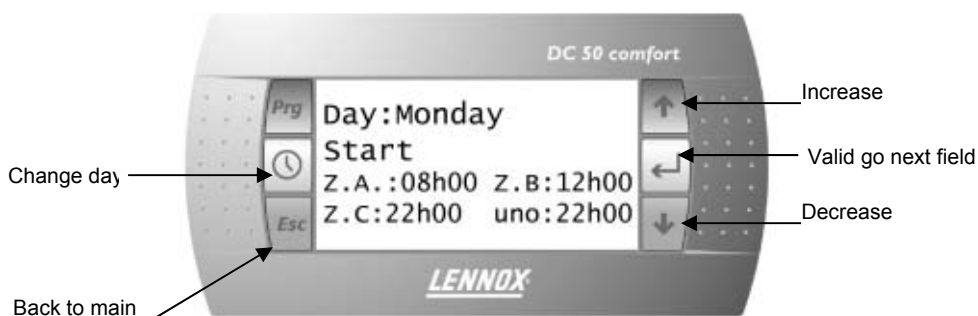 DC 50 comfort
Prg
Day:Monday
Start
Z.A.:08h00 Z.B:12h00
Z.C:22h00 uno:22h00
Esc
LENNOX
Change day
Back to main
Increase
Valid go next field
Decrease